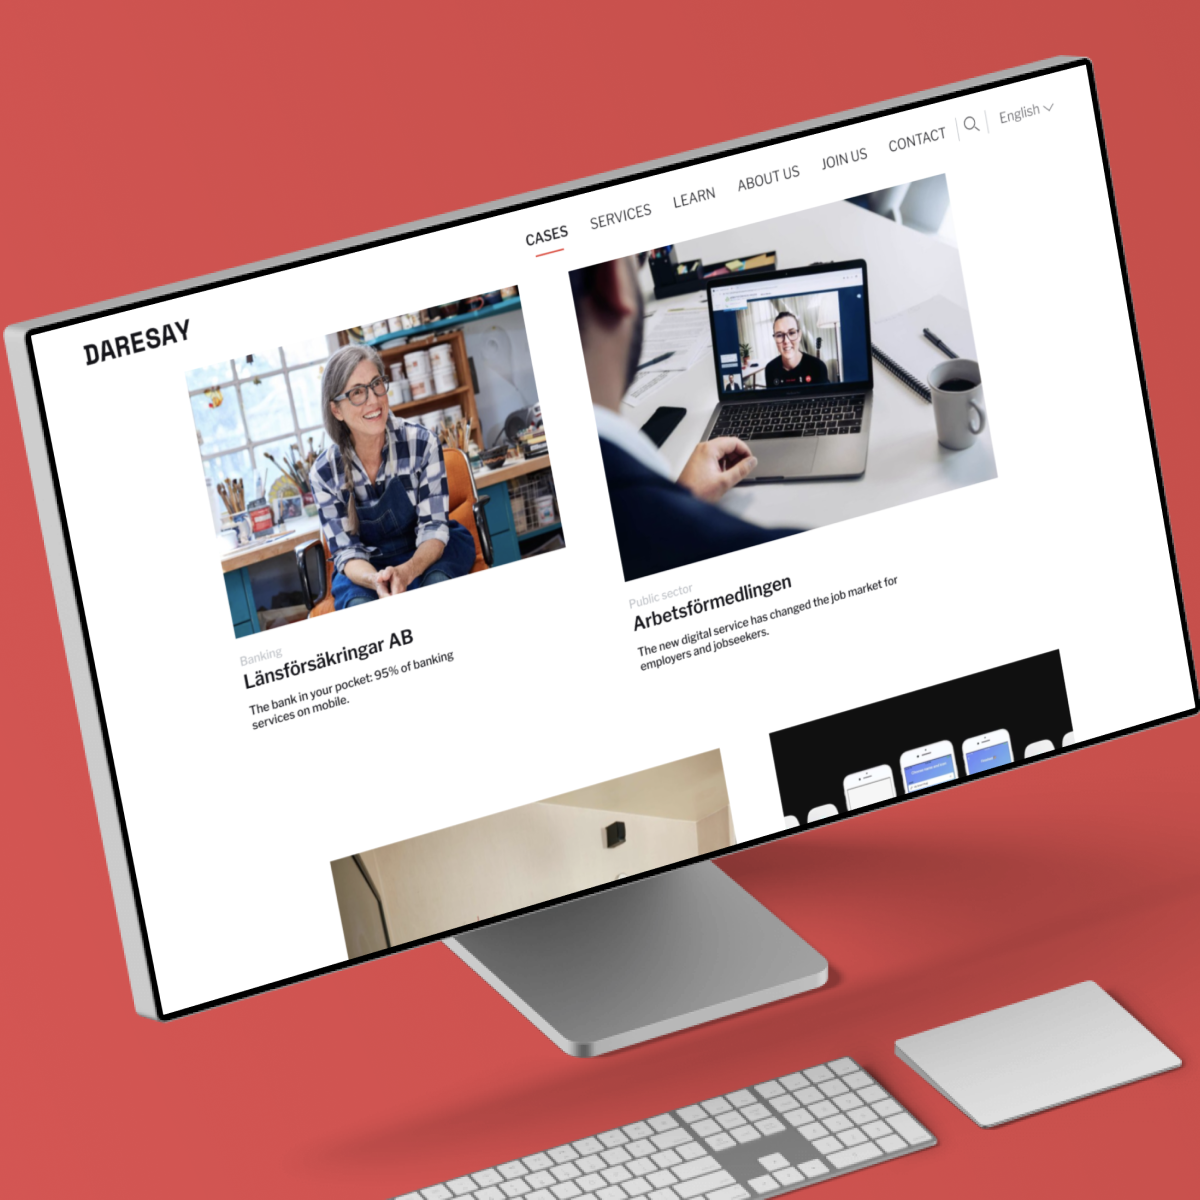 DARESAY
CASES
SERVICES
LEARN
ABOUT US
JOIN US
CONTACT
English
Banking
Länsförsäkringar AB
The bank in your pocket: 95% of banking
services on mobile.
Public sector
Arbetsförmedlingen
The new digital service has changed the job market for
employers and jobseekers.